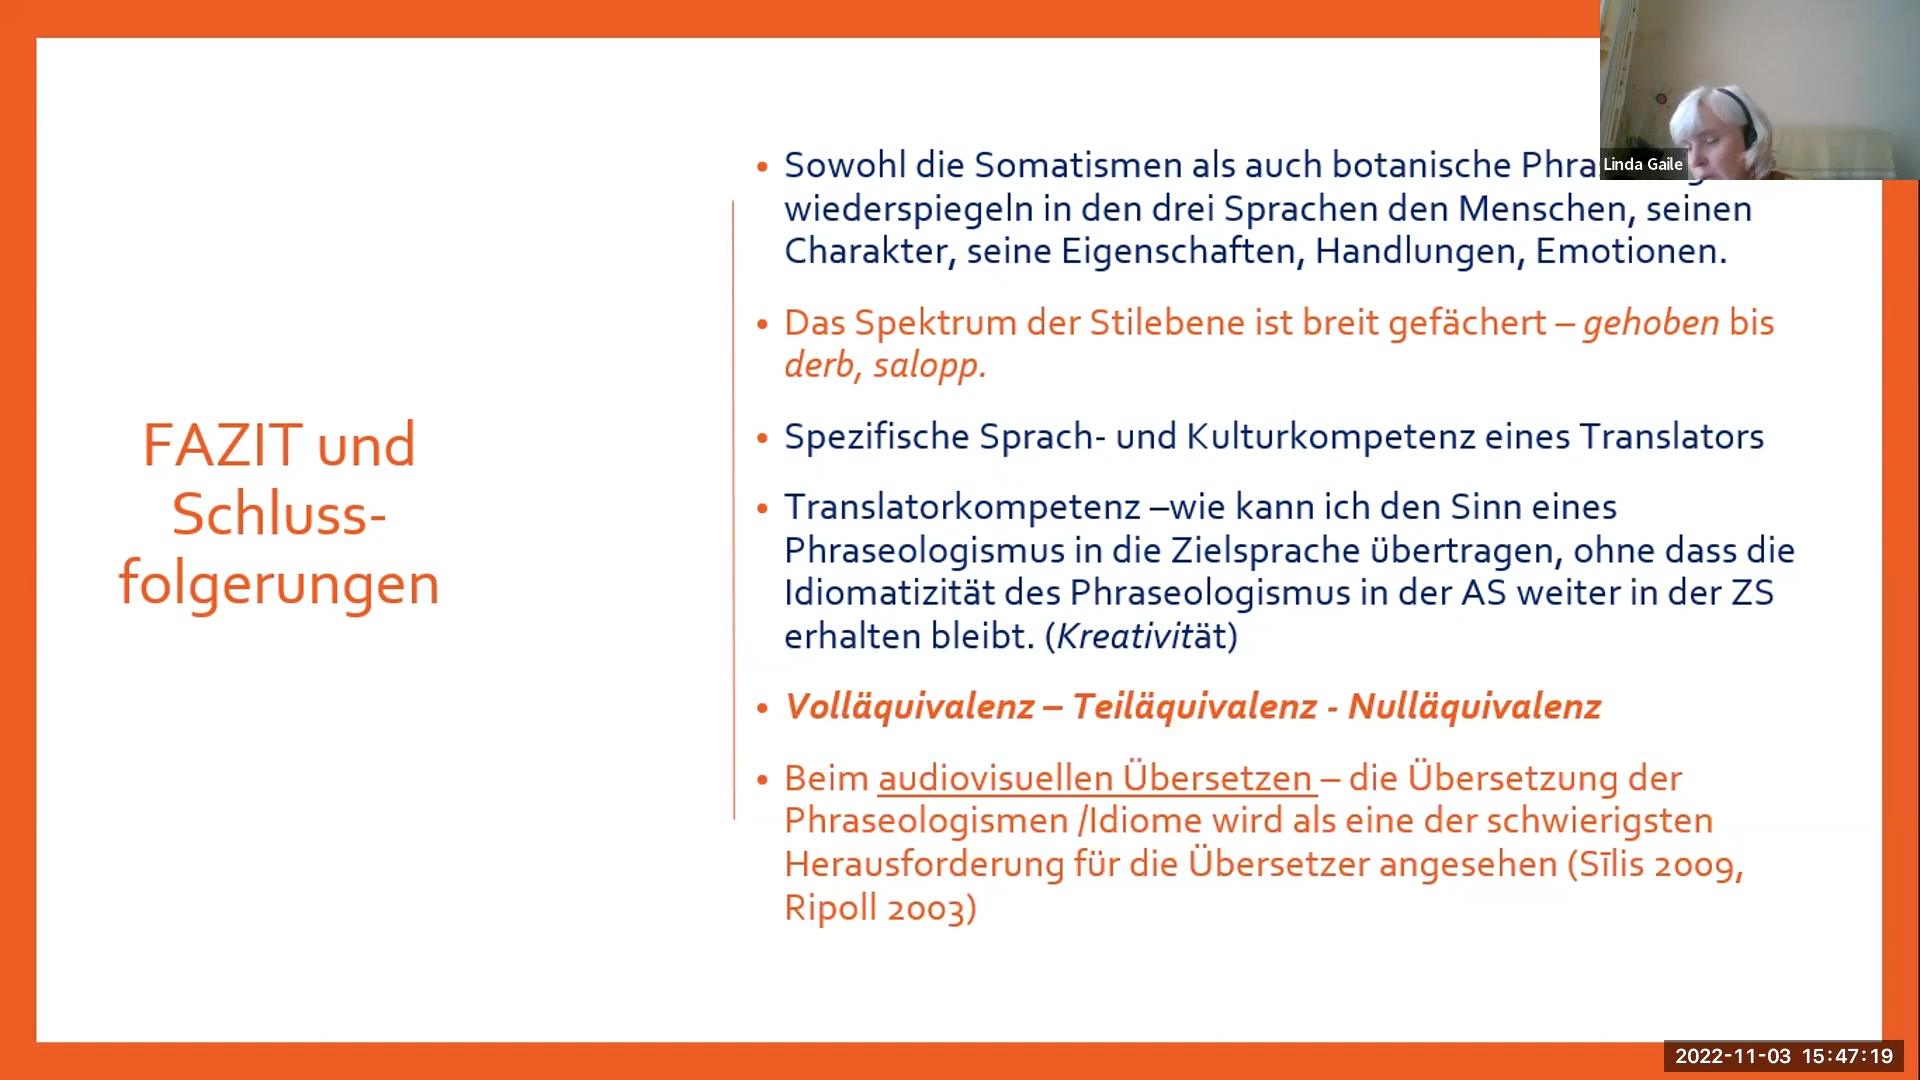 FAZIT und
Schluss-
folgerungen
• Sowohl die Somatismen als auch botanische
wiederspiegeln in den drei Sprachen den Menschen, seinen
Charakter, seine Eigenschaften, Handlungen, Emotionen.
• Das Spektrum der Stilebene ist breit gefächert – gehoben bis
derb, salopp.
• Spezifische Sprach- und Kulturkompetenz eines Translators
• Translatorkompetenz –wie kann ich den Sinn eines
Phraseologismus in die Zielsprache übertragen, ohne dass die
Idiomatizität des Phraseologismus in der AS weiter in der ZS
erhalten bleibt. (Kreativität)
• Volläquivalenz – Teiläquivalenz - Nulläquivalenz
• Beim audiovisuellen Übersetzen – die Übersetzung der
Phraseologismen /Idiome wird als eine der schwierigsten
Herausforderung für die Übersetzer angesehen (Sīlis 2009,
Ripoll 2003)
Linda Gaile
2022-11-03 15:47:19